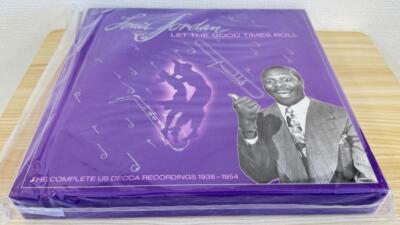 Louis Jordan
LET THE GOOD TIMES ROLL
THE COMPLETE US DECCA RECORDINGS 1938–1954